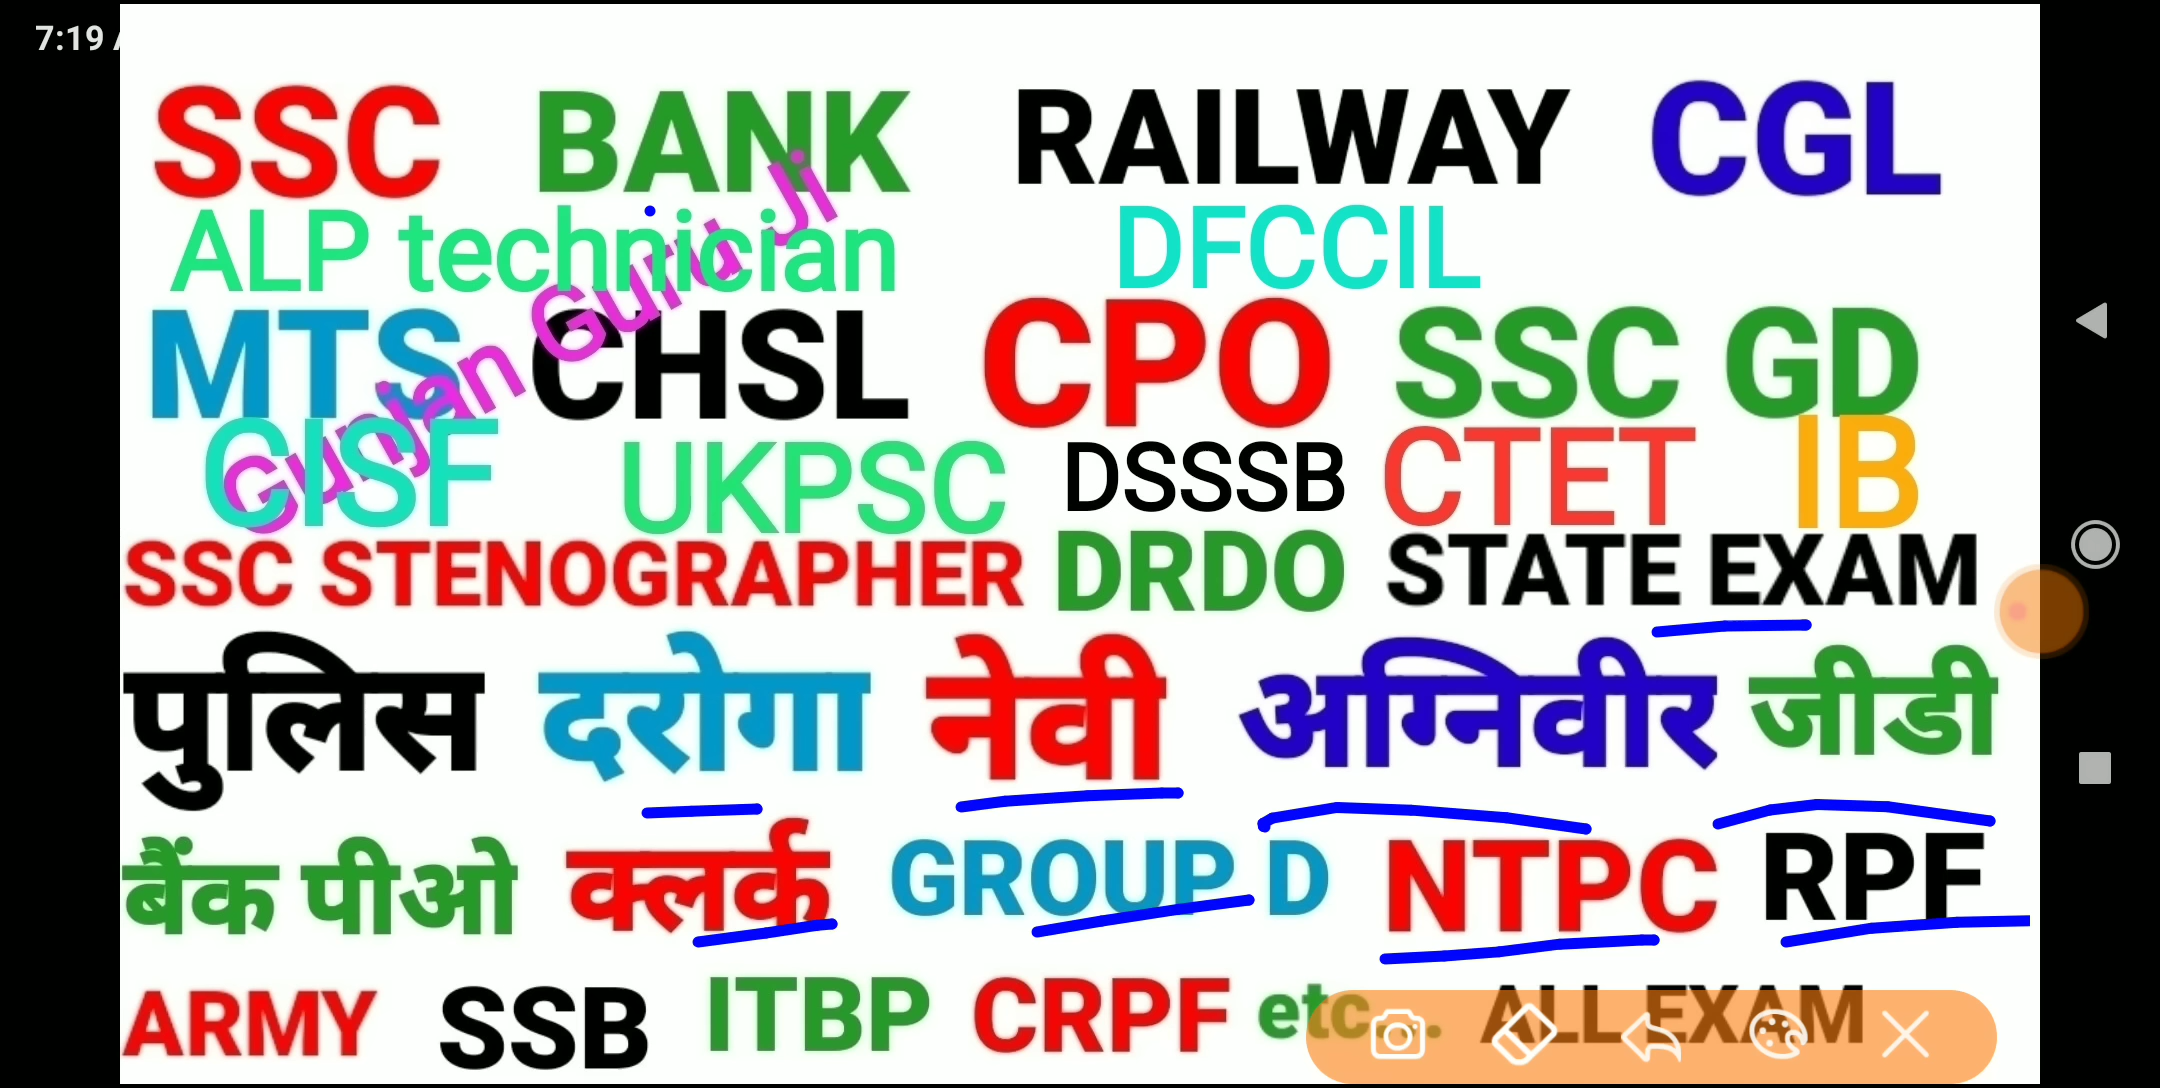 7:19 A
SSC BANK RAILWAY CGL
ALP technician DFCCIL
MTS CHSL CPO SSC GD
Gunjan Guru Ji
CISF UKPSC DSSSB CTET IB
SSC STENOGRAPHER DRDO STATE EXAM
पुलिस दरोगा नेवी अग्निवीर जीडी
बैंक पीओ क्लर्क GROUP D NTPC RPF
ARMY SSB ITBP CRPF etc... ALL EXAM